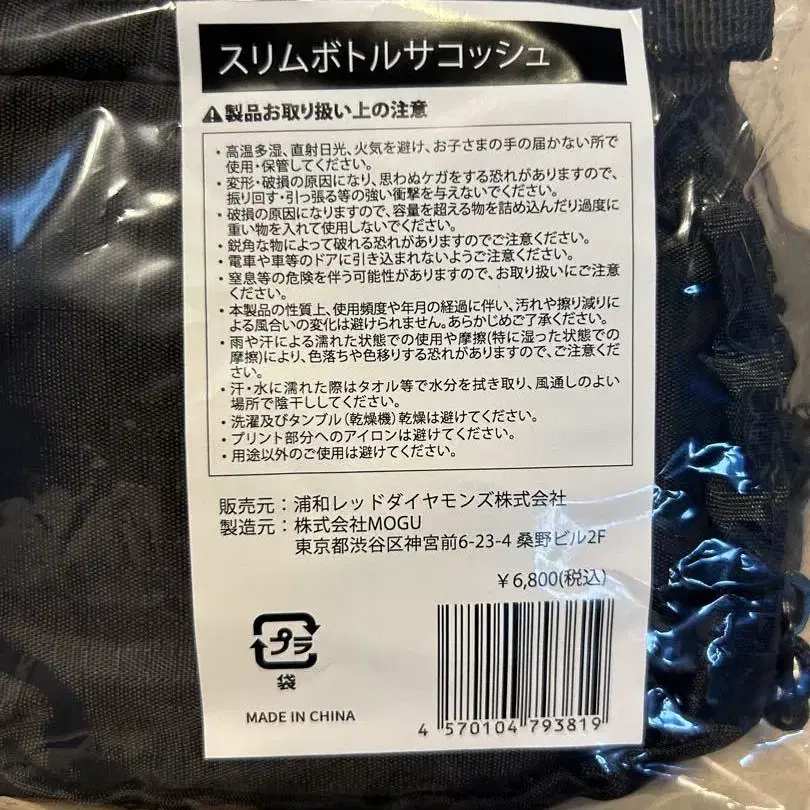 スリムボトルサコッシュ
製品お取り扱い上の注意
・高温多湿、直射日光、火気を避け、お子さまの手の届かない所で
使用・保管してください。
・変形・破損の原因になり、思わぬケガをする恐れがありますので、
振り回す・引っ張る等の強い衝撃を与えないでください。
・破損の原因になりますので、容量を超える物を詰め込んだり過度に
重い物を入れて使用しないでください。
・鋭角な物によって破れる恐れがありますのでご注意ください。
・電車や車等のドアに引き込まれないようご注意ください。
・窒息等の危険を伴う可能性がありますので、お取り扱いにご注意
ください。
・本製品の性質上、使用頻度や年月の経過に伴い、汚れや擦り減りに
よる風合いの変化は避けられません。あらかじめご了承ください。
・雨や汗による濡れた状態での使用や摩擦(特に湿った状態での
摩擦)により、色落ちや色移りする恐れがありますので、ご注意くだ
さい。
・汗・水に濡れた際はタオル等で水分を拭き取り、風通しのよい
場所で陰干ししてください。
・洗濯及びタンブル(乾燥機)乾燥は避けてください。
・プリント部分へのアイロンは避けてください。
・用途以外のご使用は避けてください。
販売元：浦和レッドダイヤモンズ株式会社
製造元：株式会社MOGU
東京都渋谷区神宮前6-23-4 桑野ビル2F
¥6,800(税込)
プラ
袋
MADE IN CHINA
4 570104 793819